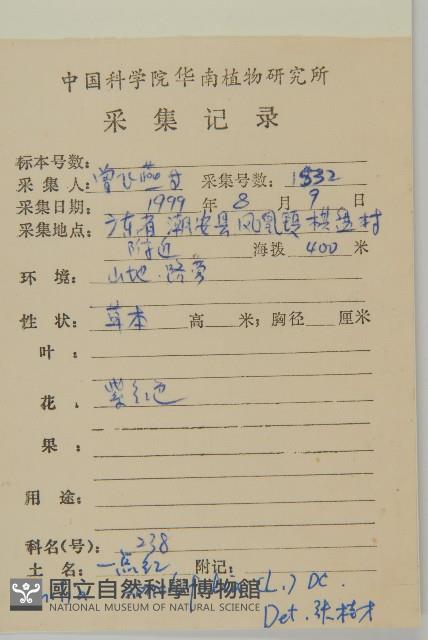 中国科学院华南植物研究所
采集记录
标本号数:
采集人: 曾飞燕 采集号数: 1532
采集日期: 1999 年 8 月 9 日
采集地点: 广东省潮安县凤凰镇棋盘村
附近 海拨 400 米
环境: 山地.路旁
性状: 草本 高 米; 胸径 厘米
叶:
花: 紫红色
果:
用途:
科名(号): 238
土名: 一点红 附记:
(L.) DC.
Det. 张桂才
國立自然科學博物館
NATIONAL MUSEUM OF NATURAL SCIENCE